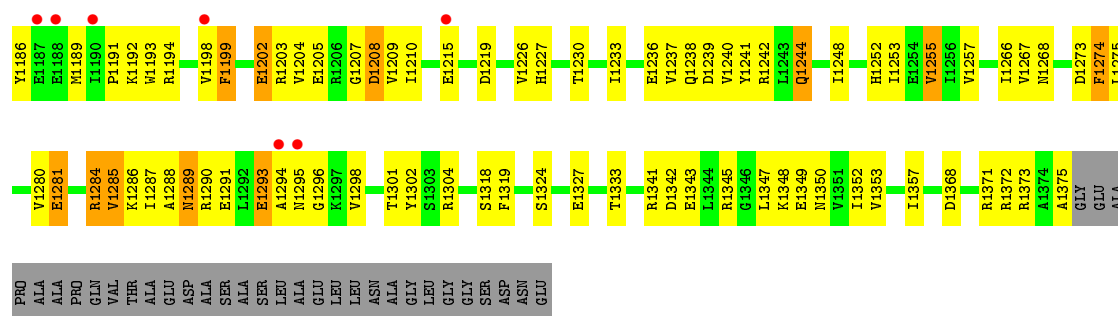 Y1186 E1187 E1188 M1189 I1190 P1191 K1192 W1193 R1194 V1198 F1199 E1202 R1203 V1204 E1205 R1206 G1207 D1208 V1209 I1210 E1215 D1219 V1226 H1227 T1230 I1233 E1236 V1237 Q1238 D1239 V1240 Y1241 R1242 L1243 Q1244 I1248 H1252 I1253 E1254 V1255 I1256 V1257 I1266 V1267 N1268 D1273 F1274 L1275
V1280 E1281 R1284 V1285 K1286 I1287 A1288 N1289 R1290 E1291 L1292 E1293 A1294 N1295 G1296 K1297 V1298 T1301 Y1302 S1303 R1304 S1318 F1319 S1324 E1327 T1333 R1341 D1342 E1343 L1344 R1345 G1346 L1347 K1348 E1349 N1350 V1351 I1352 V1353 I1357 D1368 R1371 R1372 R1373 A1374 A1375 GLY GLU ALA
PRO ALA ALA PRO GLN VAL THR ALA GLU ASP ALA SER ALA SER LEU ALA GLU LEU LEU ASN ALA GLY LEU GLY GLY SER ASP ASN GLU